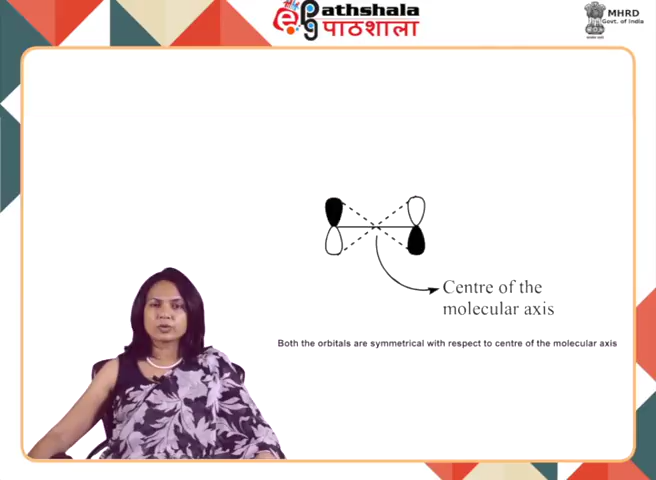 Pathshala
पाठशाला
MHRD
Govt. of India
Centre of the
molecular axis
Both the orbitals are symmetrical with respect to centre of the molecular axis